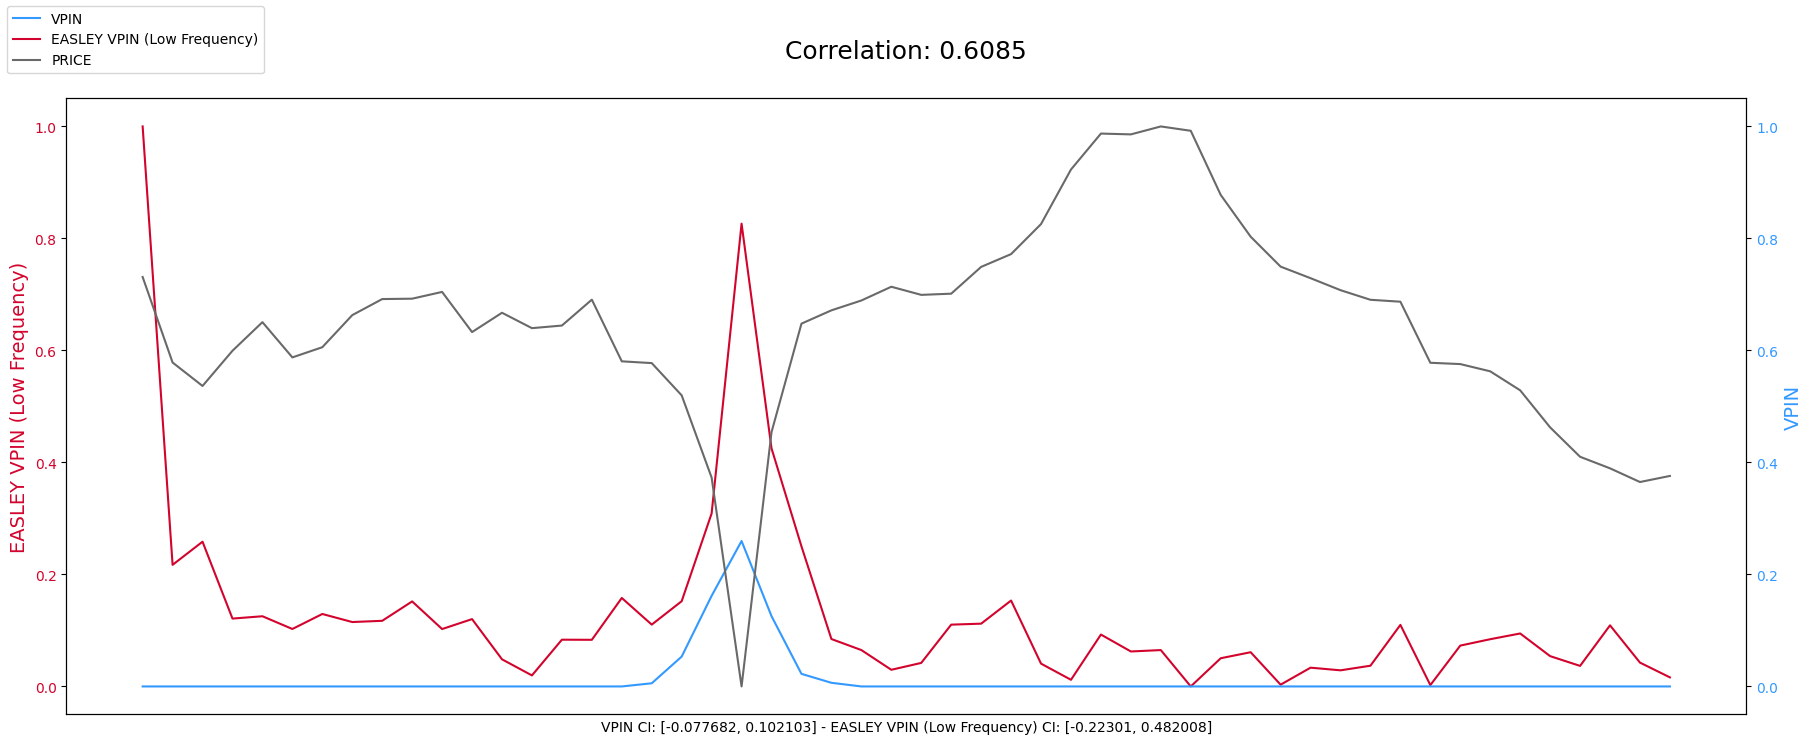 VPIN
EASLEY VPIN (Low Frequency)
PRICE
Correlation: 0.6085
1.0
0.8
0.6
0.4
0.2
0.0
EASLEY VPIN (Low Frequency)
1.0
0.8
0.6
0.4
0.2
0.0
VPIN
VPIN CI: [-0.077682, 0.102103] - EASLEY VPIN (Low Frequency) CI: [-0.22301, 0.482008]